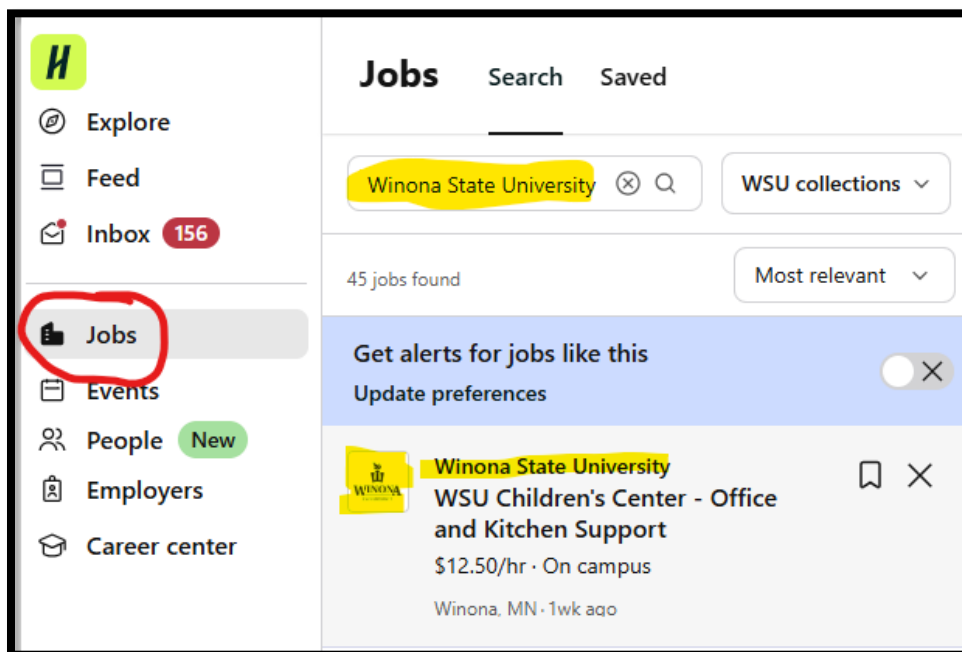 H
Explore
Feed
Inbox 156
Jobs
Events
People New
Employers
Career center
Jobs Search Saved
Winona State University
WSU collections
45 jobs found
Most relevant
Get alerts for jobs like this
Update preferences
WINONA
Winona State University
WSU Children's Center - Office
and Kitchen Support
$12.50/hr · On campus
Winona, MN · 1wk ago